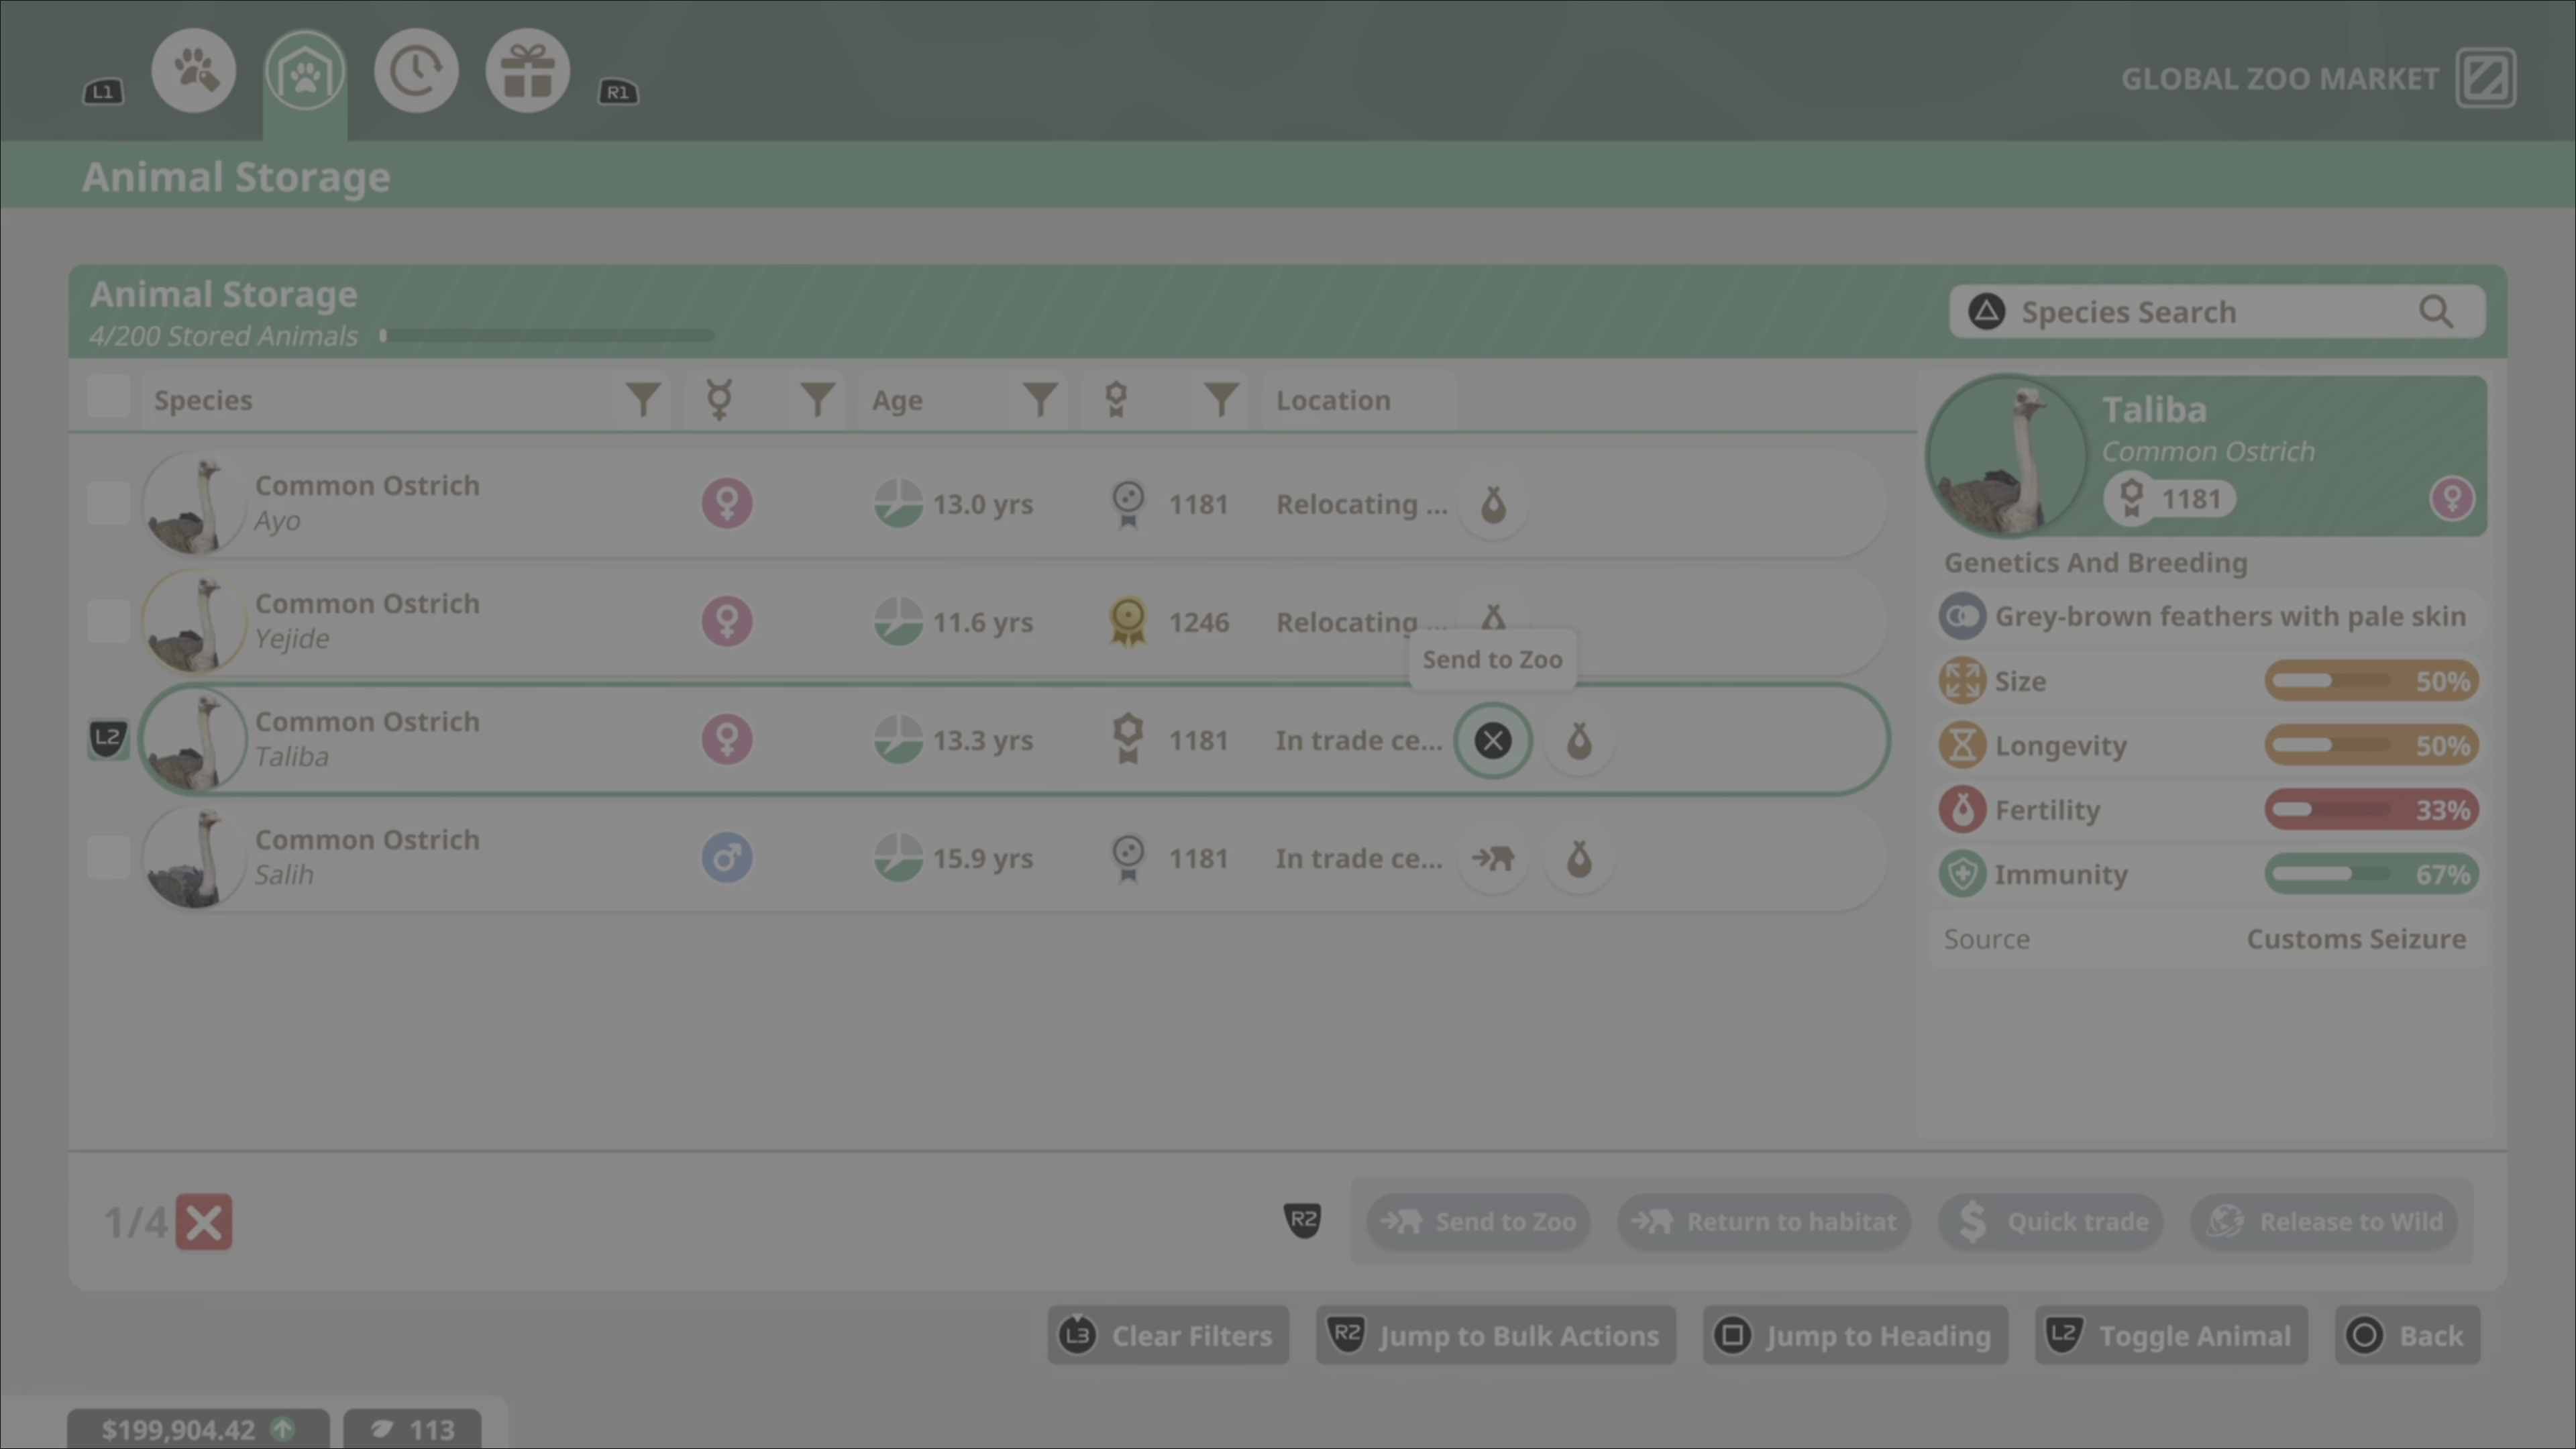 L1
R1
GLOBAL ZOO MARKET
Animal Storage
Animal Storage
4/200 Stored Animals
Species Search
Species
Age
Location
Common Ostrich
Ayo
13.0 yrs
1181
Relocating ...
Common Ostrich
Yejide
11.6 yrs
1246
Relocating ...
Send to Zoo
L2
Common Ostrich
Taliba
13.3 yrs
1181
In trade ce...
Common Ostrich
Salih
15.9 yrs
1181
In trade ce...
Taliba
Common Ostrich
1181
Genetics And Breeding
Grey-brown feathers with pale skin
Size 50%
Longevity 50%
Fertility 33%
Immunity 67%
Source Customs Seizure
1/4
R2
Send to Zoo
Return to habitat
Quick trade
Release to Wild
L3 Clear Filters
R2 Jump to Bulk Actions
Jump to Heading
L2 Toggle Animal
Back
$199,904.42
113